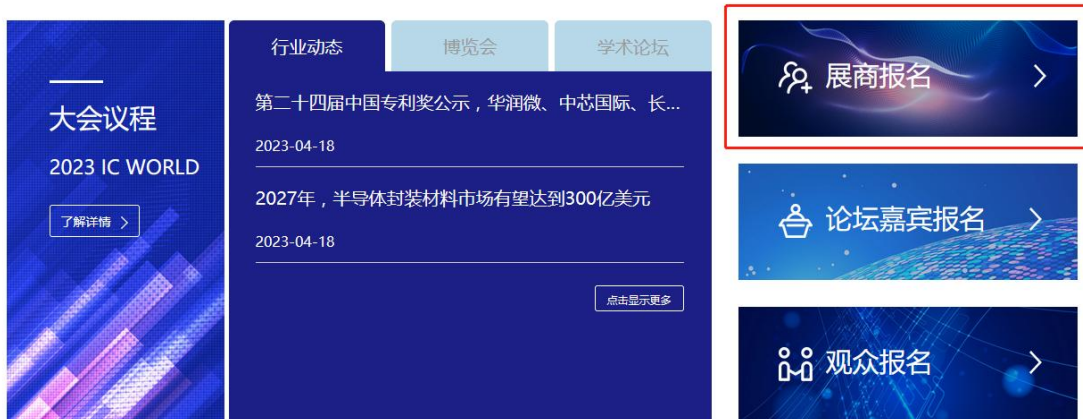 大会议程
2023 IC WORLD
了解详情
行业动态
博览会
学术论坛
第二十四届中国专利奖公示，华润微、中芯国际、长...
2023-04-18
2027年，半导体封装材料市场有望达到300亿美元
2023-04-18
点击显示更多
展商报名
论坛嘉宾报名
观众报名